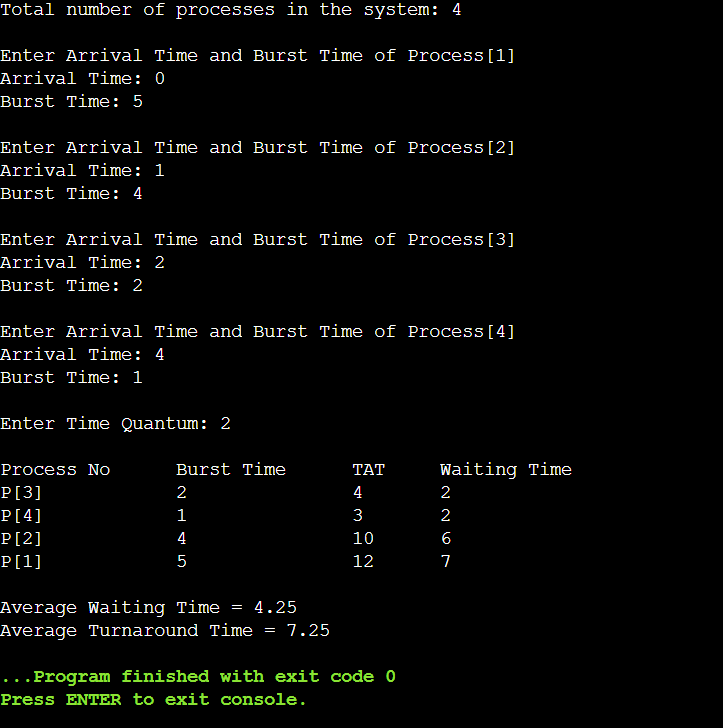 Total number of processes in the system: 4
Enter Arrival Time and Burst Time of Process[1]
Arrival Time: 0
Burst Time: 5
Enter Arrival Time and Burst Time of Process[2]
Arrival Time: 1
Burst Time: 4
Enter Arrival Time and Burst Time of Process[3]
Arrival Time: 2
Burst Time: 2
Enter Arrival Time and Burst Time of Process[4]
Arrival Time: 4
Burst Time: 1
Enter Time Quantum: 2
Process No Burst Time TAT Waiting Time
P[3] 2 4 2
P[4] 1 3 2
P[2] 4 10 6
P[1] 5 12 7
Average Waiting Time = 4.25
Average Turnaround Time = 7.25
...Program finished with exit code 0
Press ENTER to exit console.